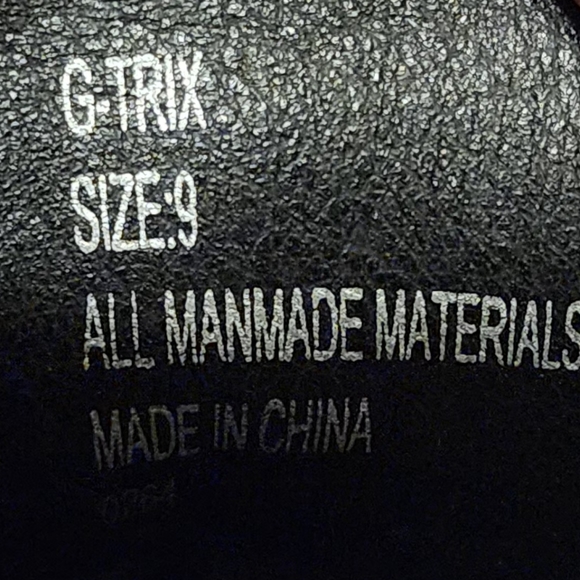 G-TRIX
SIZE:9
ALL MANMADE MATERIALS
MADE IN CHINA